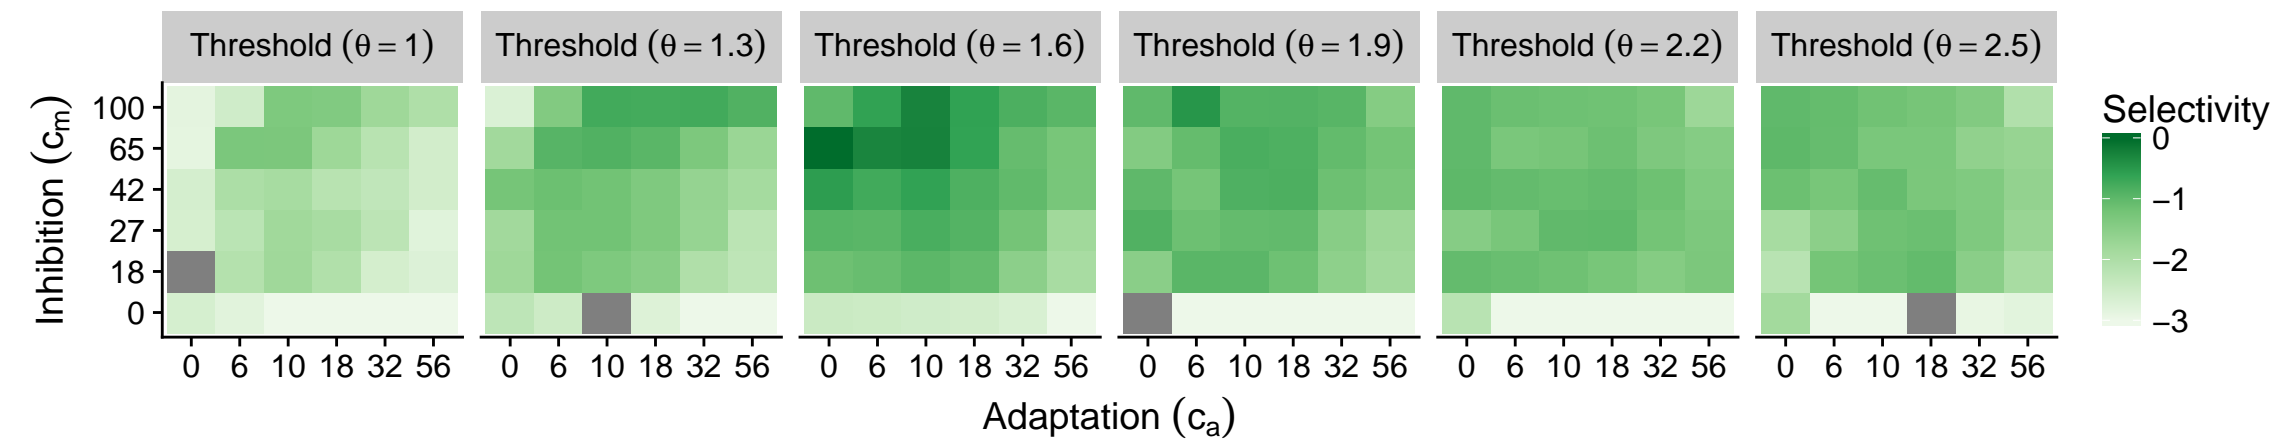 Threshold (θ = 1) Threshold (θ = 1.3) Threshold (θ = 1.6) Threshold (θ = 1.9) Threshold (θ = 2.2) Threshold (θ = 2.5)
Inhibition (cm)
100
65
42
27
18
0
0 6 10 18 32 56 0 6 10 18 32 56 0 6 10 18 32 56 0 6 10 18 32 56 0 6 10 18 32 56 0 6 10 18 32 56
Adaptation (ca)
Selectivity
0
−1
−2
−3